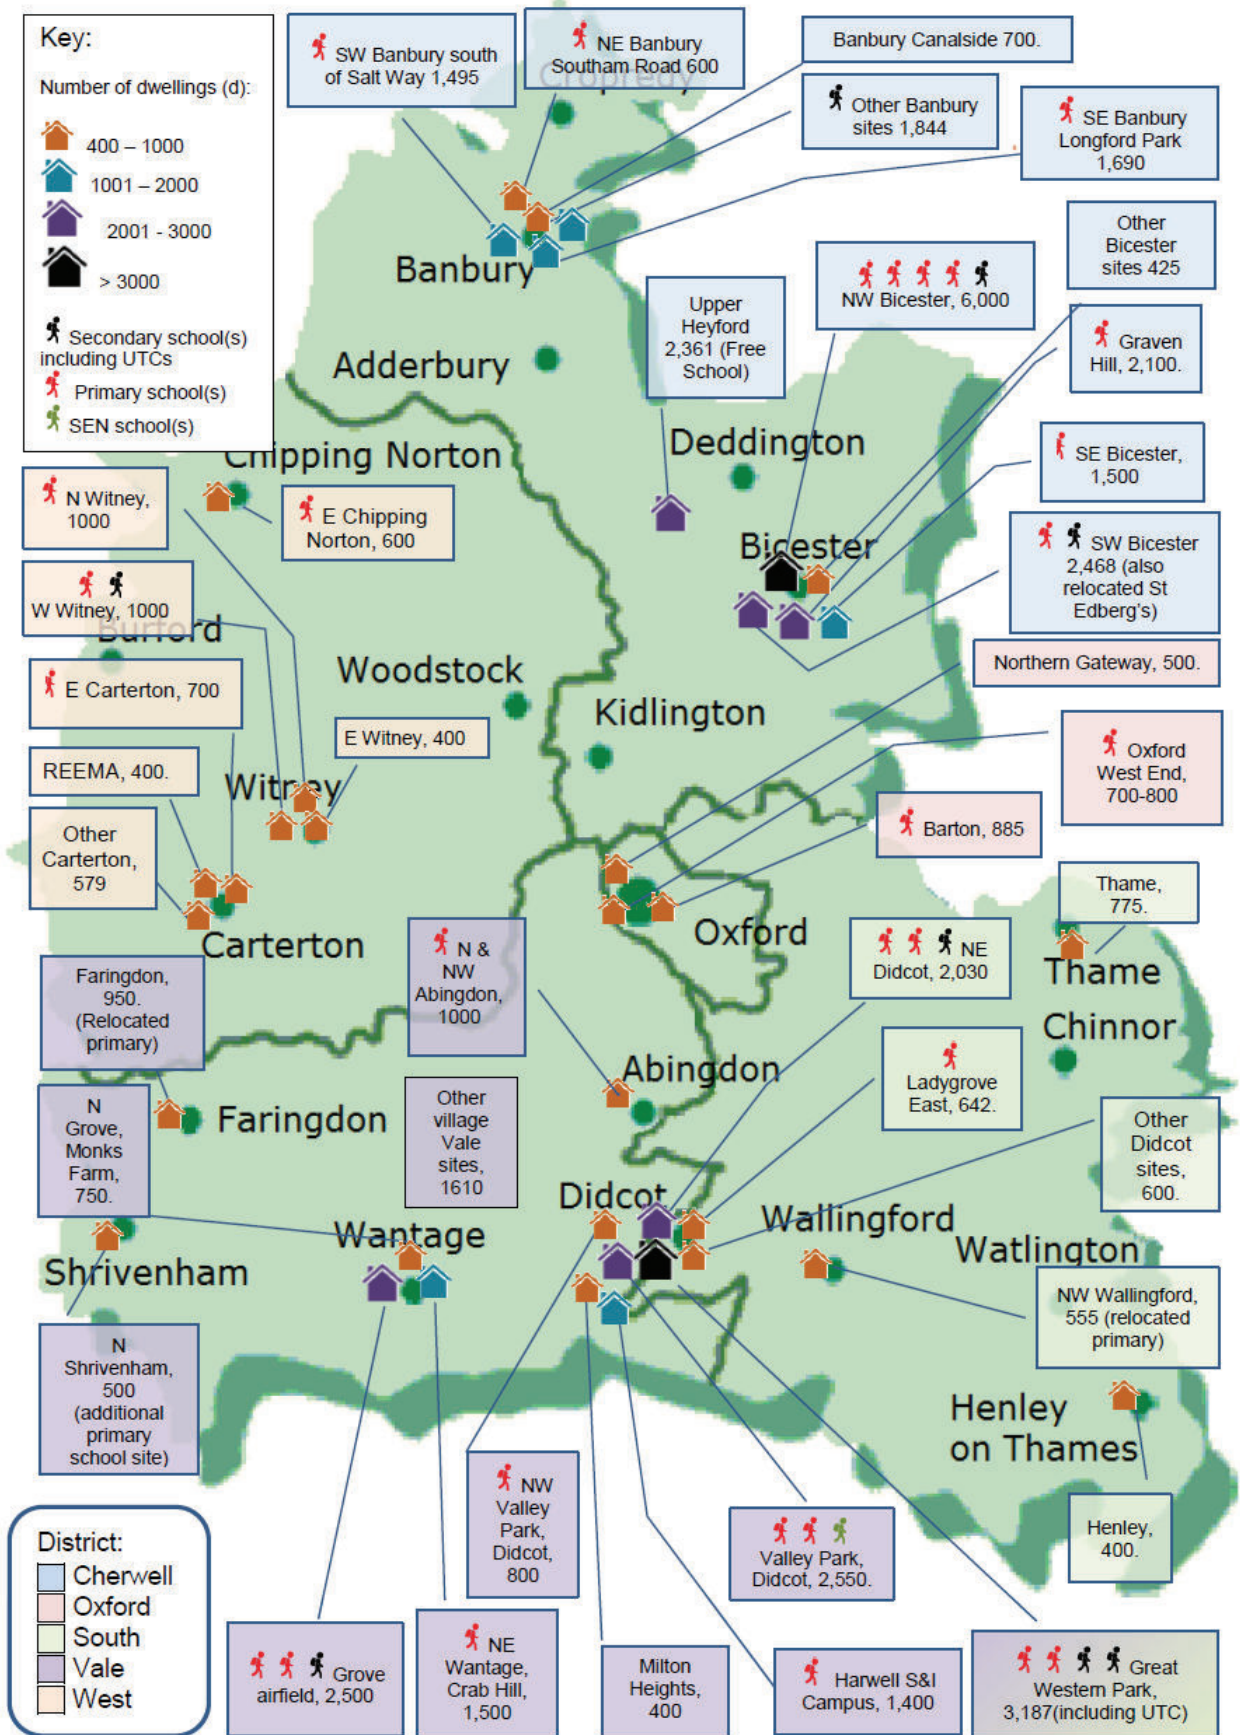 Key:
Number of dwellings (d):
400 – 1000
1001 – 2000
2001 - 3000
> 3000
Secondary school(s)
including UTCs
Primary school(s)
SEN school(s)
SW Banbury south
of Salt Way 1,495
NE Banbury
Southam Road 600
Banbury Canalside 700.
Other Banbury
sites 1,844
SE Banbury
Longford Park
1,690
Cropredy
Banbury
Adderbury
Upper
Heyford
2,361 (Free
School)
NW Bicester, 6,000
Other
Bicester
sites 425
Graven
Hill, 2,100.
SE Bicester,
1,500
SW Bicester
2,468 (also
relocated St
Edberg's)
Deddington
Bicester
Chipping Norton
N Witney,
1000
E Chipping
Norton, 600
W Witney, 1000
Burford
Woodstock
Kidlington
Northern Gateway, 500.
E Carterton, 700
E Witney, 400
REEMA, 400.
Witney
Other
Carterton,
579
Oxford
West End,
700-800
Barton, 885
Thame,
775.
Carterton
Oxford
Thame
Chinnor
N &
NW
Abingdon,
1000
NE
Didcot, 2,030
Faringdon,
950.
(Relocated
primary)
Abingdon
Ladygrove
East, 642.
Faringdon
Other
village
Vale
sites,
1610
Other
Didcot
sites,
600.
N
Grove,
Monks
Farm,
750.
Didcot
Wallingford
Watlington
Wantage
Shrivenham
NW Wallingford,
555 (relocated
primary)
N
Shrivenham,
500
(additional
primary
school site)
Henley
on Thames
NW
Valley
Park,
Didcot,
800
Valley Park,
Didcot, 2,550.
Henley,
400.
District:
Cherwell
Oxford
South
Vale
West
Grove
airfield, 2,500
NE
Wantage,
Crab Hill,
1,500
Milton
Heights,
400
Harwell S&I
Campus, 1,400
Great
Western Park,
3,187(including UTC)